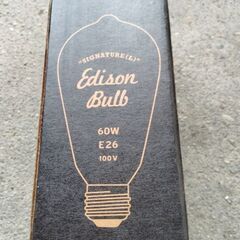 "SIGNATURE(L)"
Edison
Bulb
60W
E26
100V